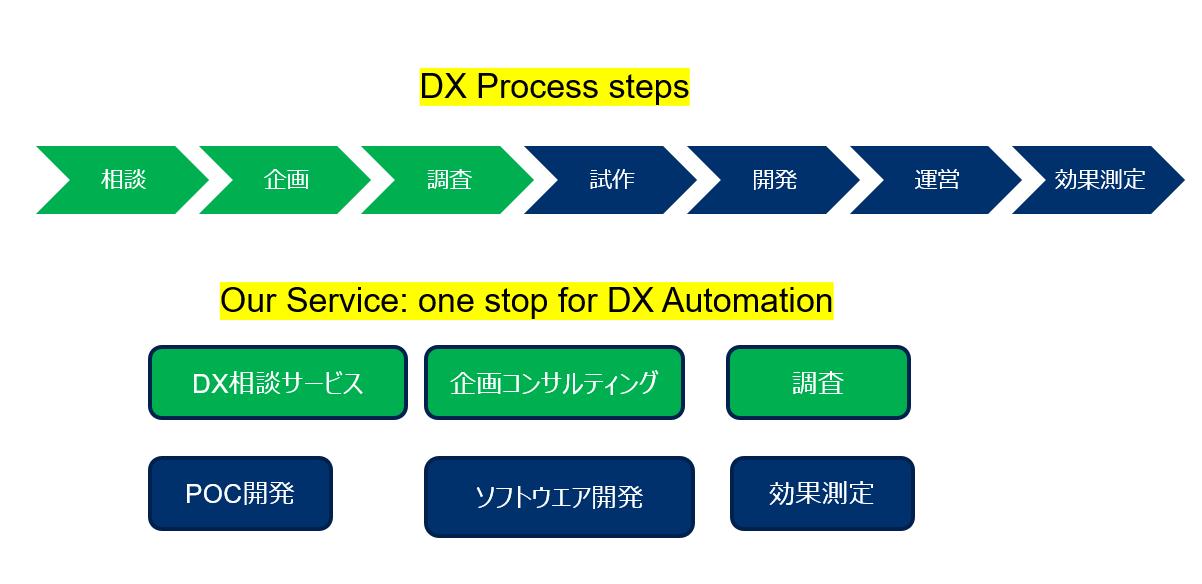 DX Process steps
相談
企画
調査
試作
開発
運営
効果測定
Our Service: one stop for DX Automation
DX相談サービス
企画コンサルティング
調査
POC開発
ソフトウエア開発
効果測定